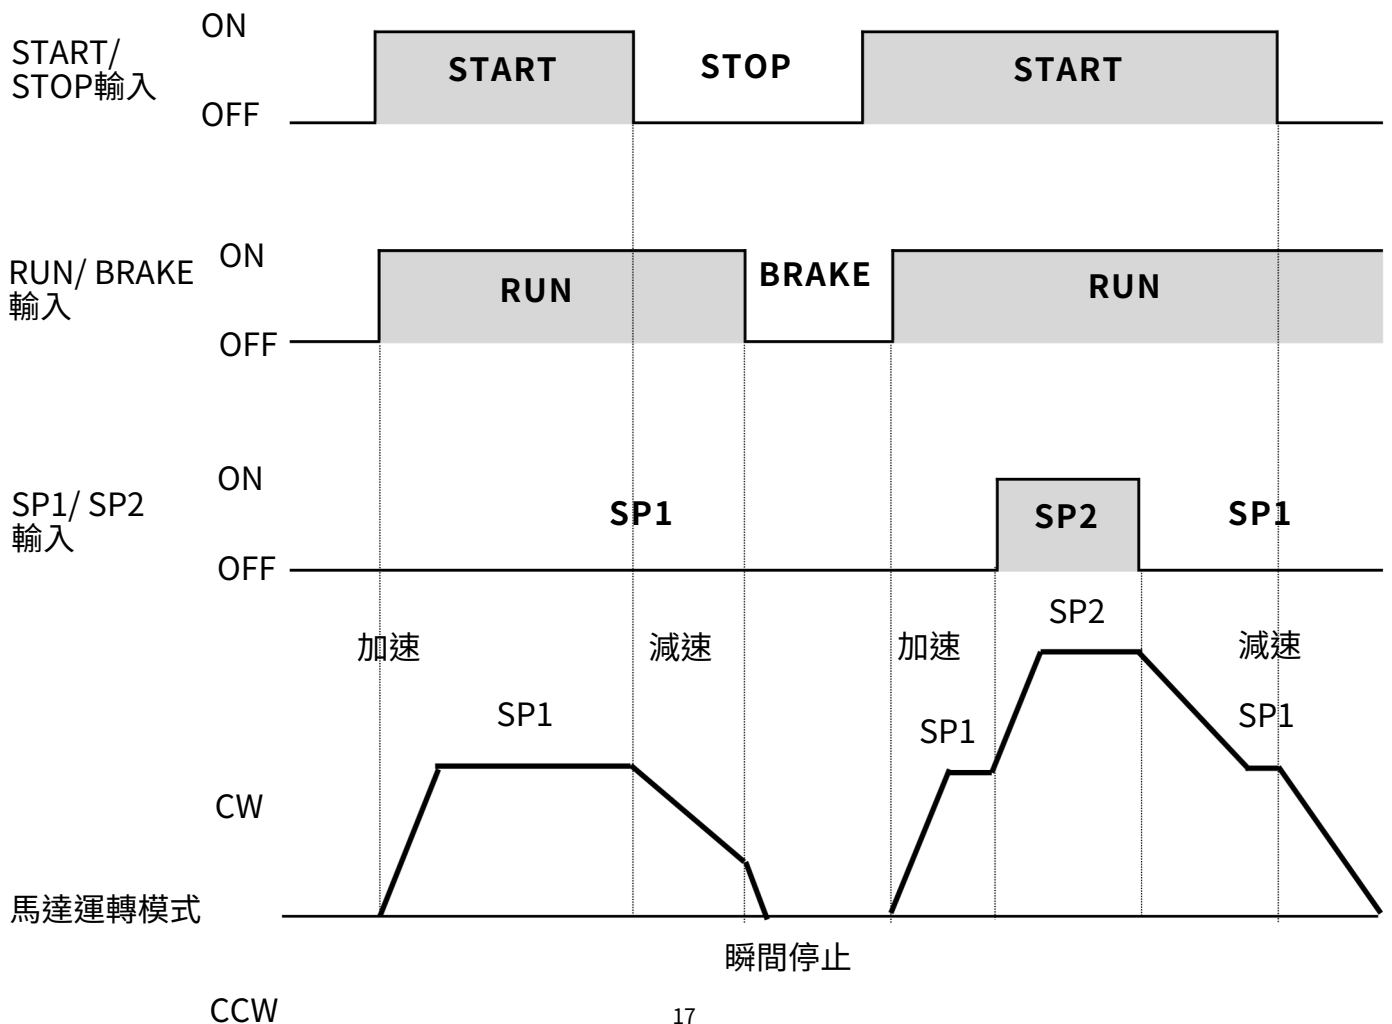 ON
START/
STOP輸入
START
STOP
START
OFF
ON
RUN/ BRAKE
輸入
RUN
BRAKE
RUN
OFF
ON
SP1/ SP2
輸入
SP1
SP2
SP1
OFF
SP2
加速
減速
加速
減速
SP1
SP1
SP1
CW
馬達運轉模式
瞬間停止
CCW
17